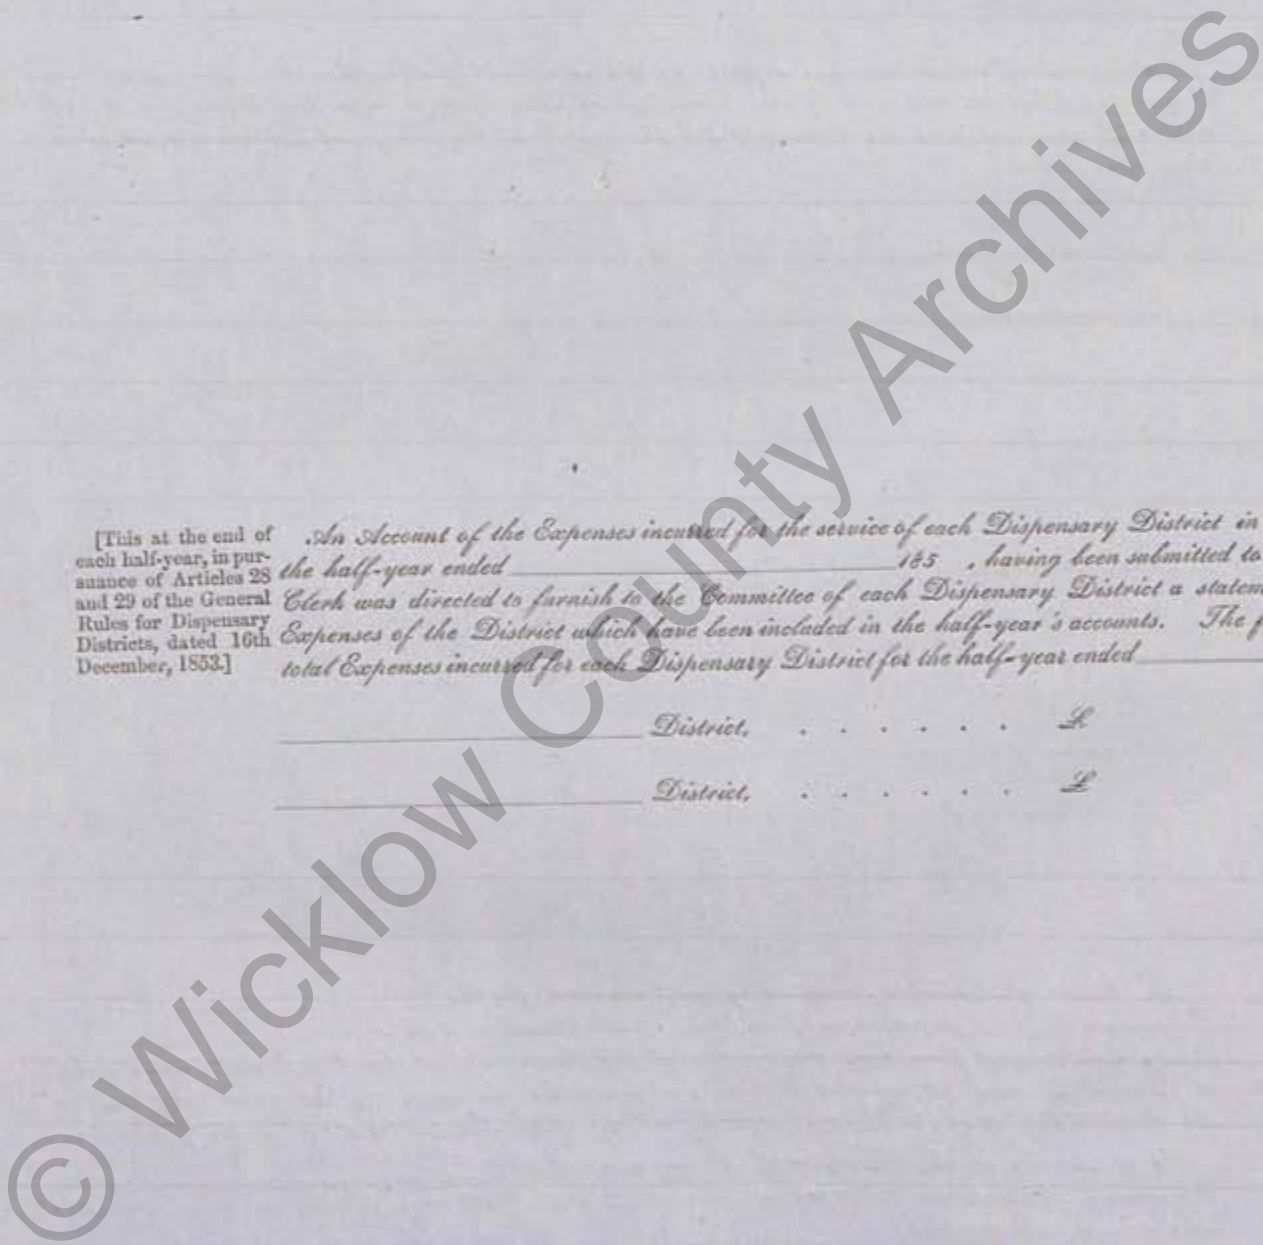 [This at the end of
each half-year, in pur-
suance of Articles 28
and 29 of the General
Rules for Dispensary
Districts, dated 16th
December, 1853.]
An Account of the Expenses incurred for the service of each Dispensary District in
the half-year ended 185 , having been submitted to
Clerk was directed to furnish to the Committee of each Dispensary District a statem
Expenses of the District which have been included in the half-year's accounts. The f
total Expenses incurred for each Dispensary District for the half-year ended
District, . . . . . . £
District, . . . . . . £
© Wicklow County Archives